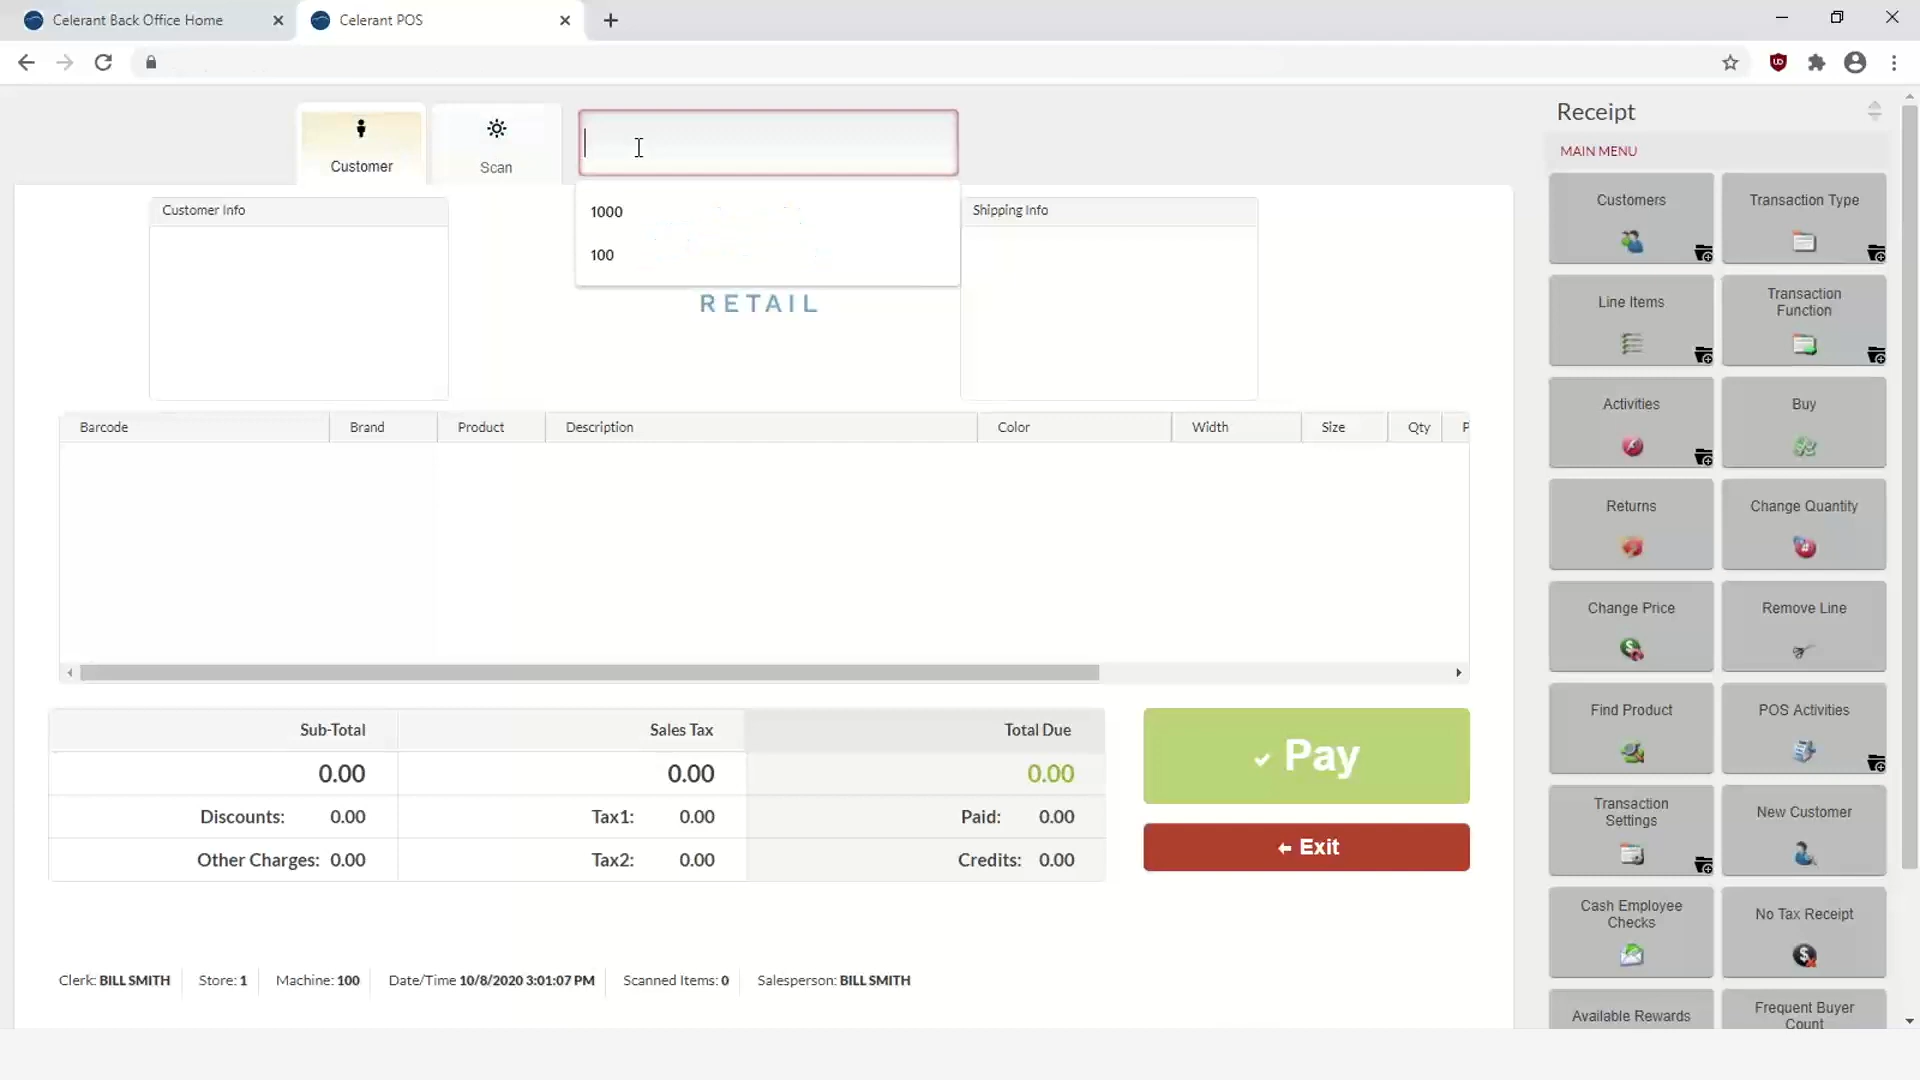 Celerant Back Office Home
Celerant POS
Customer
Scan
1000
100
Customer Info
RETAIL
Shipping Info
Barcode Brand Product Description Color Width Size Qty P
Sub-Total Sales Tax Total Due
0.00 0.00 0.00
Discounts: 0.00 Tax1: 0.00 Paid: 0.00
Other Charges: 0.00 Tax2: 0.00 Credits: 0.00
Pay
Exit
Clerk: BILL SMITH Store: 1 Machine: 100 Date/Time 10/8/2020 3:01:07 PM Scanned Items: 0 Salesperson: BILL SMITH
Receipt
MAIN MENU
Customers
Transaction Type
Line Items
Transaction
Function
Activities
Buy
Returns
Change Quantity
Change Price
Remove Line
Find Product
POS Activities
Transaction
Settings
New Customer
Cash Employee
Checks
No Tax Receipt
Available Rewards
Frequent Buyer
Count